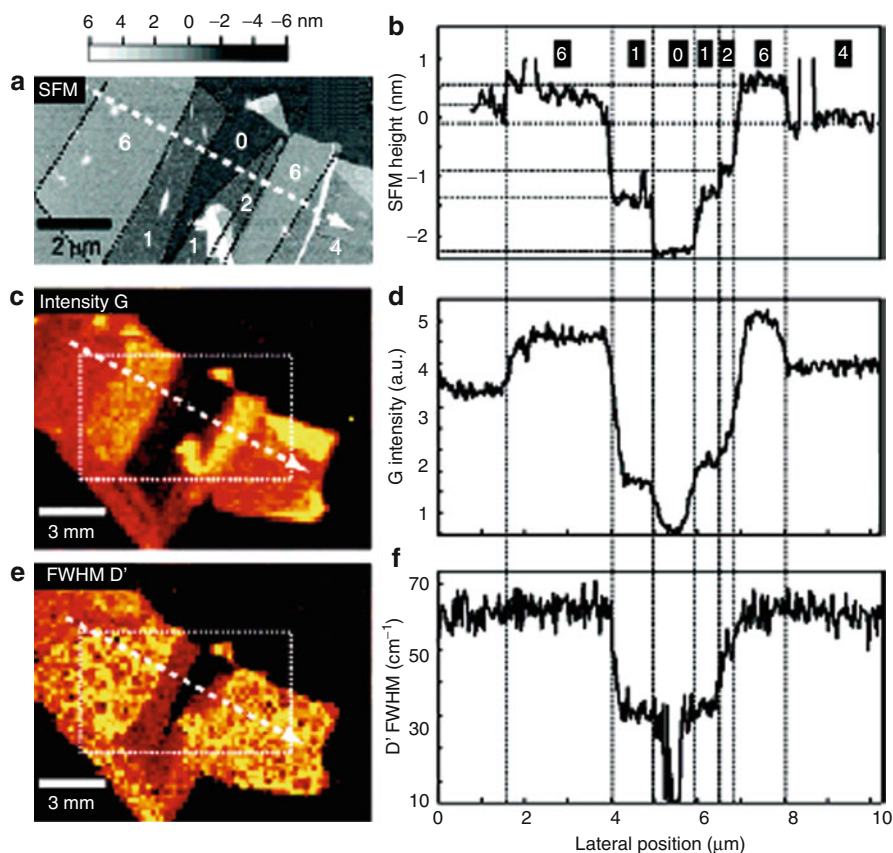 6 4 2 0 −2 −4 −6 nm
a
SFM
6
0
6
1
1
2
4
2 μm
b
6 1 0 1 2 6 4
SFM height (nm)
1
0
−1
−2
c
Intensity G
3 mm
d
G intensity (a.u.)
5
4
3
2
1
e
FWHM D'
3 mm
f
D' FWHM (cm⁻¹)
70
50
30
10
0 2 4 6 8 10
Lateral position (μm)